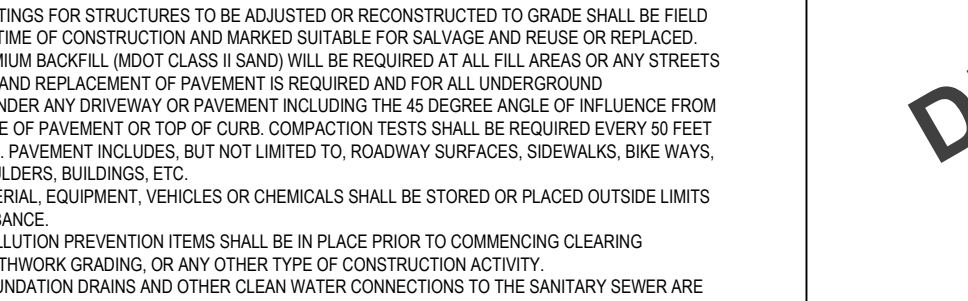 TINGS FOR STRUCTURES TO BE ADJUSTED OR RECONSTRUCTED TO GRADE SHALL BE FIELD
TIME OF CONSTRUCTION AND MARKED SUITABLE FOR SALVAGE AND REUSE OR REPLACED.
MIUM BACKFILL (MDOT CLASS II SAND) WILL BE REQUIRED AT ALL FILL AREAS OR ANY STREETS
AND REPLACEMENT OF PAVEMENT IS REQUIRED AND FOR ALL UNDERGROUND
NDER ANY DRIVEWAY OR PAVEMENT INCLUDING THE 45 DEGREE ANGLE OF INFLUENCE FROM
E OF PAVEMENT OR TOP OF CURB. COMPACTION TESTS SHALL BE REQUIRED EVERY 50 FEET
. PAVEMENT INCLUDES, BUT NOT LIMITED TO, ROADWAY SURFACES, SIDEWALKS, BIKE WAYS,
ULDERS, BUILDINGS, ETC.
ERIAL, EQUIPMENT, VEHICLES OR CHEMICALS SHALL BE STORED OR PLACED OUTSIDE LIMITS
BANCE.
LLUTION PREVENTION ITEMS SHALL BE IN PLACE PRIOR TO COMMENCING CLEARING
THWORK GRADING, OR ANY OTHER TYPE OF CONSTRUCTION ACTIVITY.
UNDATION DRAINS AND OTHER CLEAN WATER CONNECTIONS TO THE SANITARY SEWER ARE
D